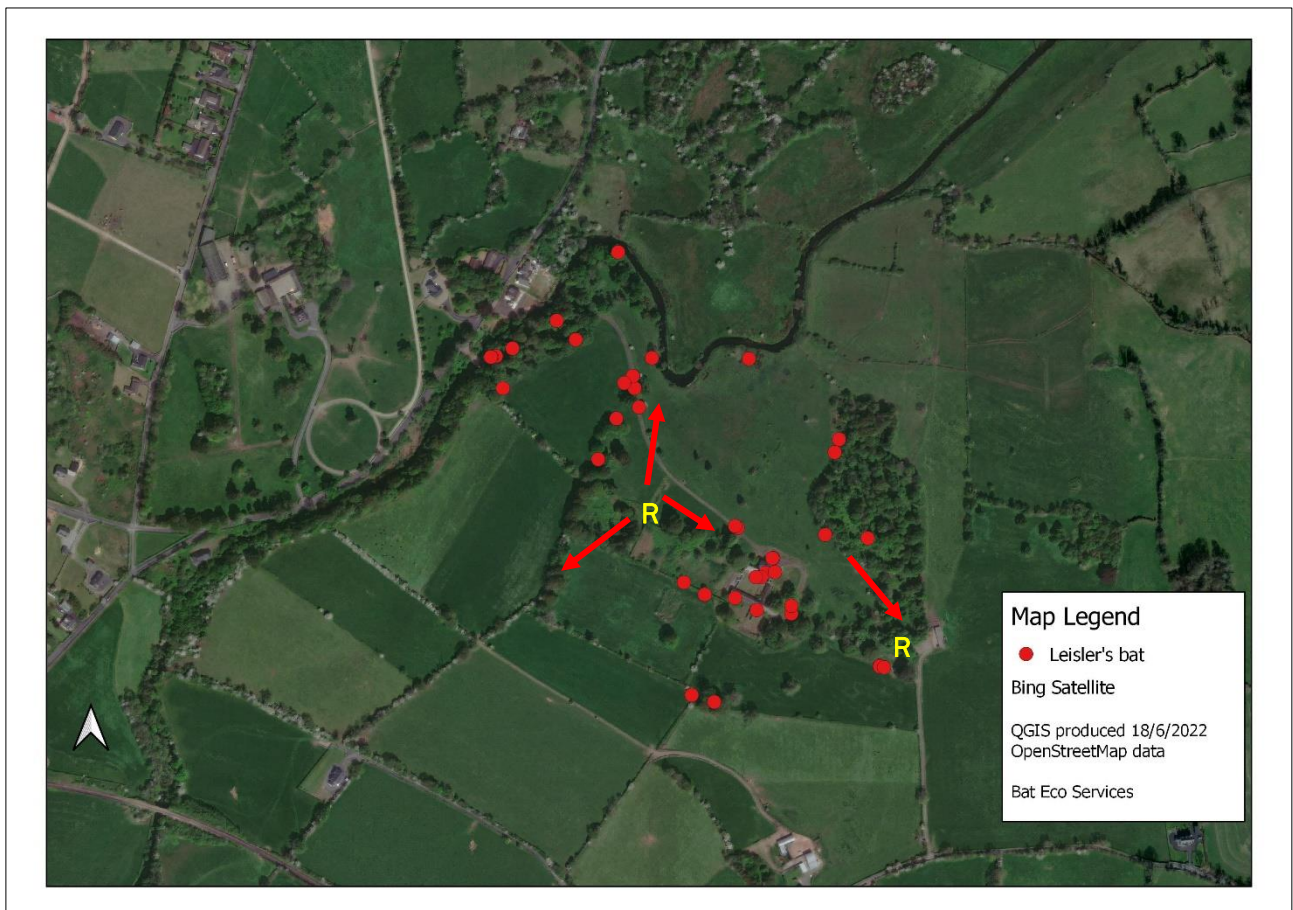 R
R
Map Legend
Leisler's bat
Bing Satellite
QGIS produced 18/6/2022
OpenStreetMap data
Bat Eco Services